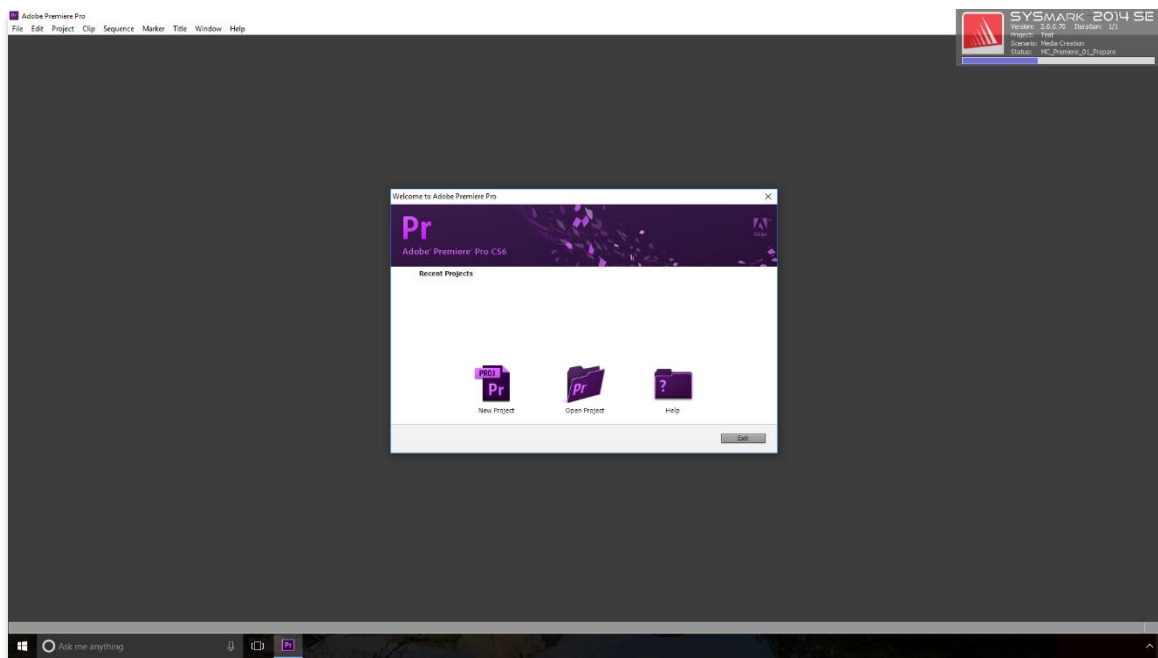 Adobe Premiere Pro
File Edit Project Clip Sequence Marker Title Window Help
SYSMARK 2014 SE
Version: 2.0.0.70 Iteration: 1/1
Project: Test
Scenario: Media Creation
Status: MC_Premiere_01_Prepare
Welcome to Adobe Premiere Pro
Pr
Adobe
Adobe® Premiere® Pro CS6
Recent Projects
PROJ
Pr
Pr
?
New Project
Open Project
Help
Exit
Ask me anything
Pr